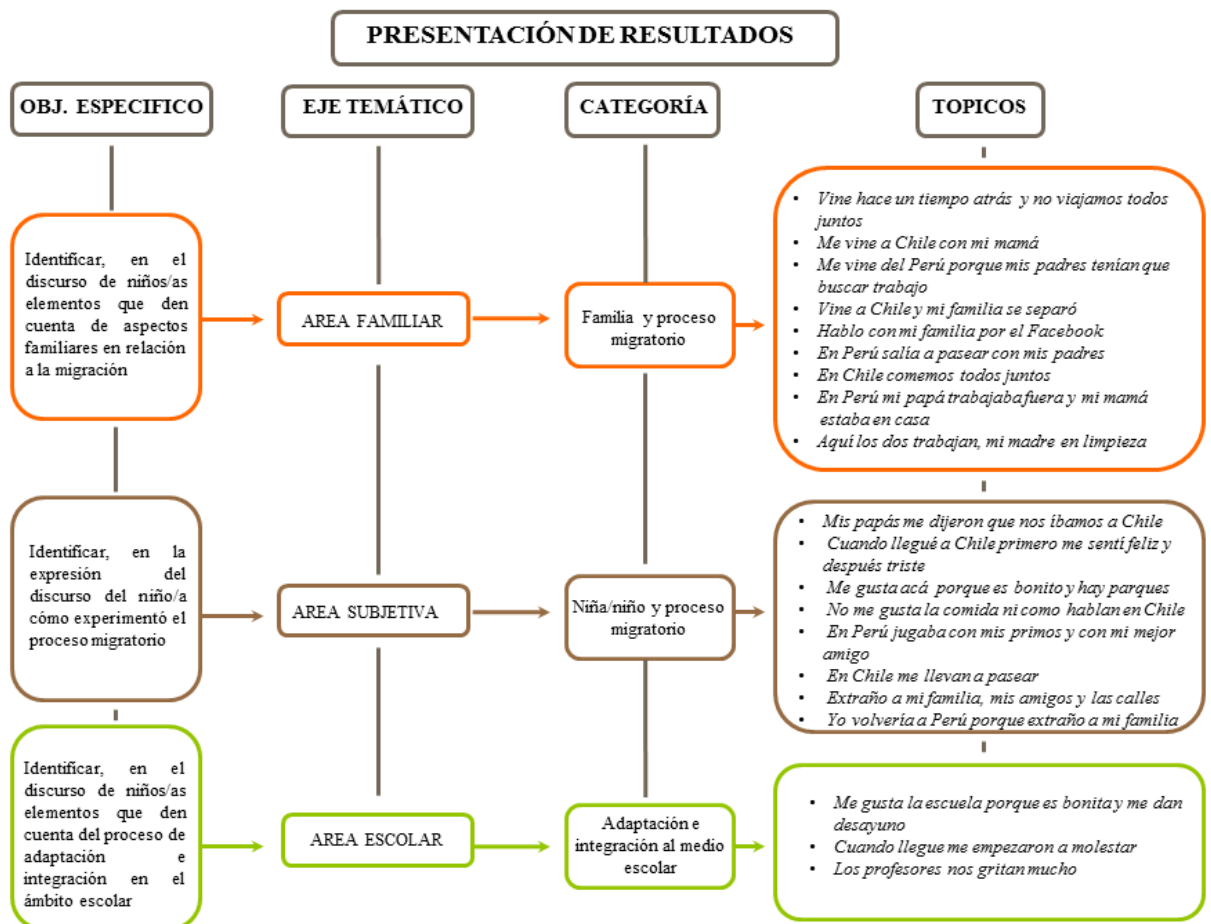 PRESENTACIÓN DE RESULTADOS
OBJ. ESPECIFICO
EJE TEMÁTICO
CATEGORÍA
TOPICOS
Identificar, en el
discurso de niños/as
elementos que den
cuenta de aspectos
familiares en relación
a la migración
AREA FAMILIAR
Familia y proceso
migratorio
• Vine hace un tiempo atrás y no viajamos todos
juntos
• Me vine a Chile con mi mamá
• Me vine del Perú porque mis padres tenían que
buscar trabajo
• Vine a Chile y mi familia se separó
• Hablo con mi familia por el Facebook
• En Perú salía a pasear con mis padres
• En Chile comemos todos juntos
• En Perú mi papá trabajaba fuera y mi mamá
estaba en casa
• Aquí los dos trabajan, mi madre en limpieza
Identificar, en la
expresión del
discurso del niño/a
cómo experimentó el
proceso migratorio
AREA SUBJETIVA
Niña/niño y proceso
migratorio
• Mis papás me dijeron que nos íbamos a Chile
• Cuando llegué a Chile primero me sentí feliz y
después triste
• Me gusta acá porque es bonito y hay parques
• No me gusta la comida ni como hablan en Chile
• En Perú jugaba con mis primos y con mi mejor
amigo
• En Chile me llevan a pasear
• Extraño a mi familia, mis amigos y las calles
• Yo volvería a Perú porque extraño a mi familia
Identificar, en el
discurso de niños/as
elementos que den
cuenta del proceso de
adaptación e
integración en el
ámbito escolar
AREA ESCOLAR
Adaptación e
integración al medio
escolar
• Me gusta la escuela porque es bonita y me dan
desayuno
• Cuando llegue me empezaron a molestar
• Los profesores nos gritan mucho